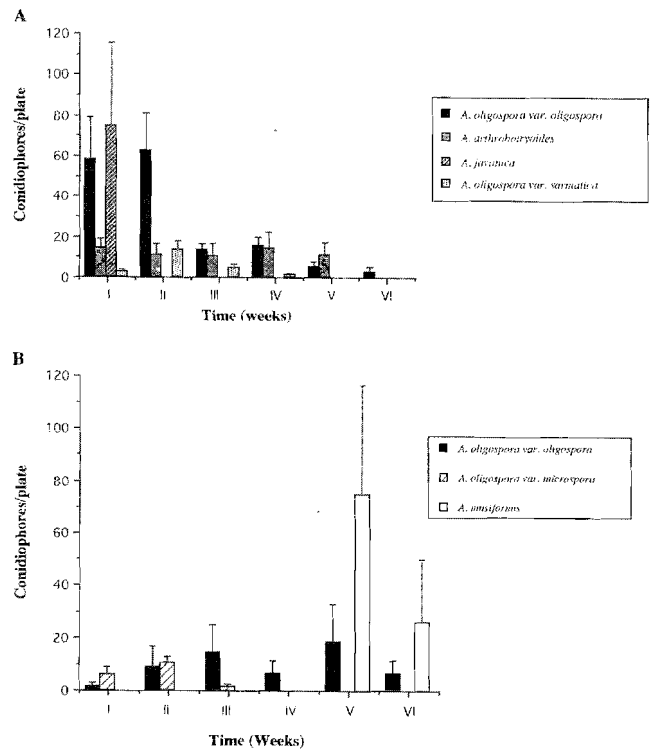 A
Conidiophores/plate
120
100
80
60
40
20
0
I
II
III
IV
V
VI
Time (weeks)
A. oligospora var. oligospora
A. arthrobotryoides
A. javanica
A. oligospora var. sarmatica
B
Conidiophores/plate
120
100
80
60
40
20
0
I
II
III
IV
V
VI
Time (Weeks)
A. oligospora var. oligospora
A. oligospora var. microspora